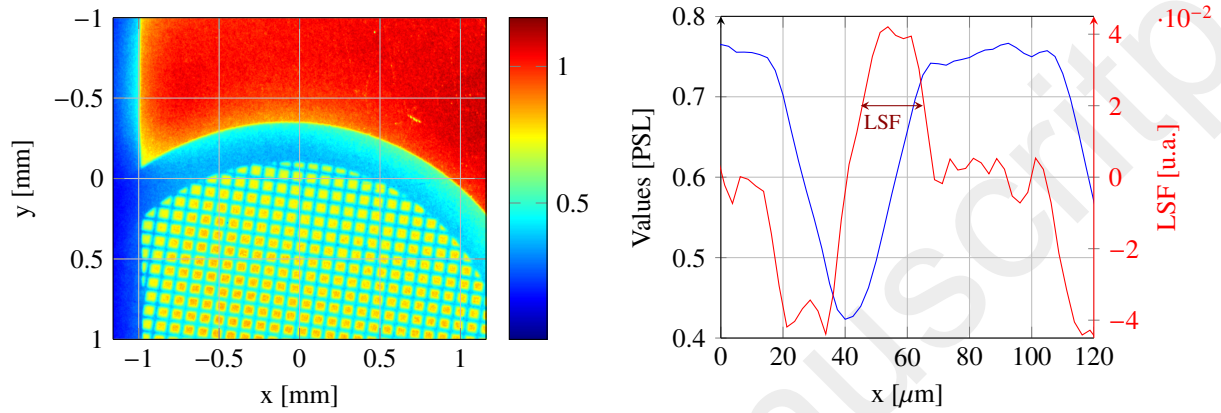 −1
−0.5
0
0.5
1
y [mm]
−1 −0.5 0 0.5 1
x [mm]
1
0.5
0.8
0.7
0.6
0.5
0.4
Values [PSL]
0 20 40 60 80 100 120
x [μm]
LSF
·10−2
4
2
0
−2
−4
LSF [u.a.]
auscritp